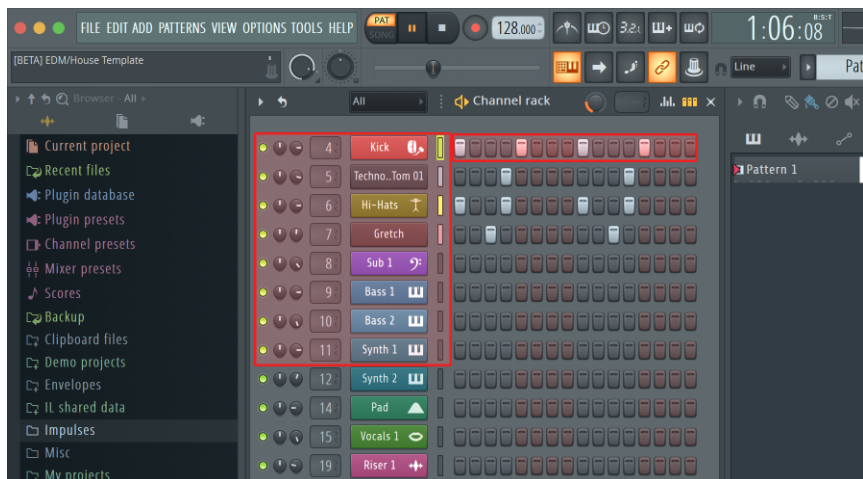 FILE EDIT ADD PATTERNS VIEW OPTIONS TOOLS HELP
PAT
SONG
128.000
3.2.1
1:06:08
B:S:T
[BETA] EDM/House Template
Line
Pat
Browser - All
All
Channel rack
Current project
Recent files
Plugin database
Plugin presets
Channel presets
Mixer presets
Scores
Backup
Clipboard files
Demo projects
Envelopes
IL shared data
Impulses
Misc
My projects
4 Kick
5 Techno..Tom 01
6 Hi-Hats
7 Gretch
8 Sub 1
9 Bass 1
10 Bass 2
11 Synth 1
12 Synth 2
14 Pad
15 Vocals 1
19 Riser 1
Pattern 1